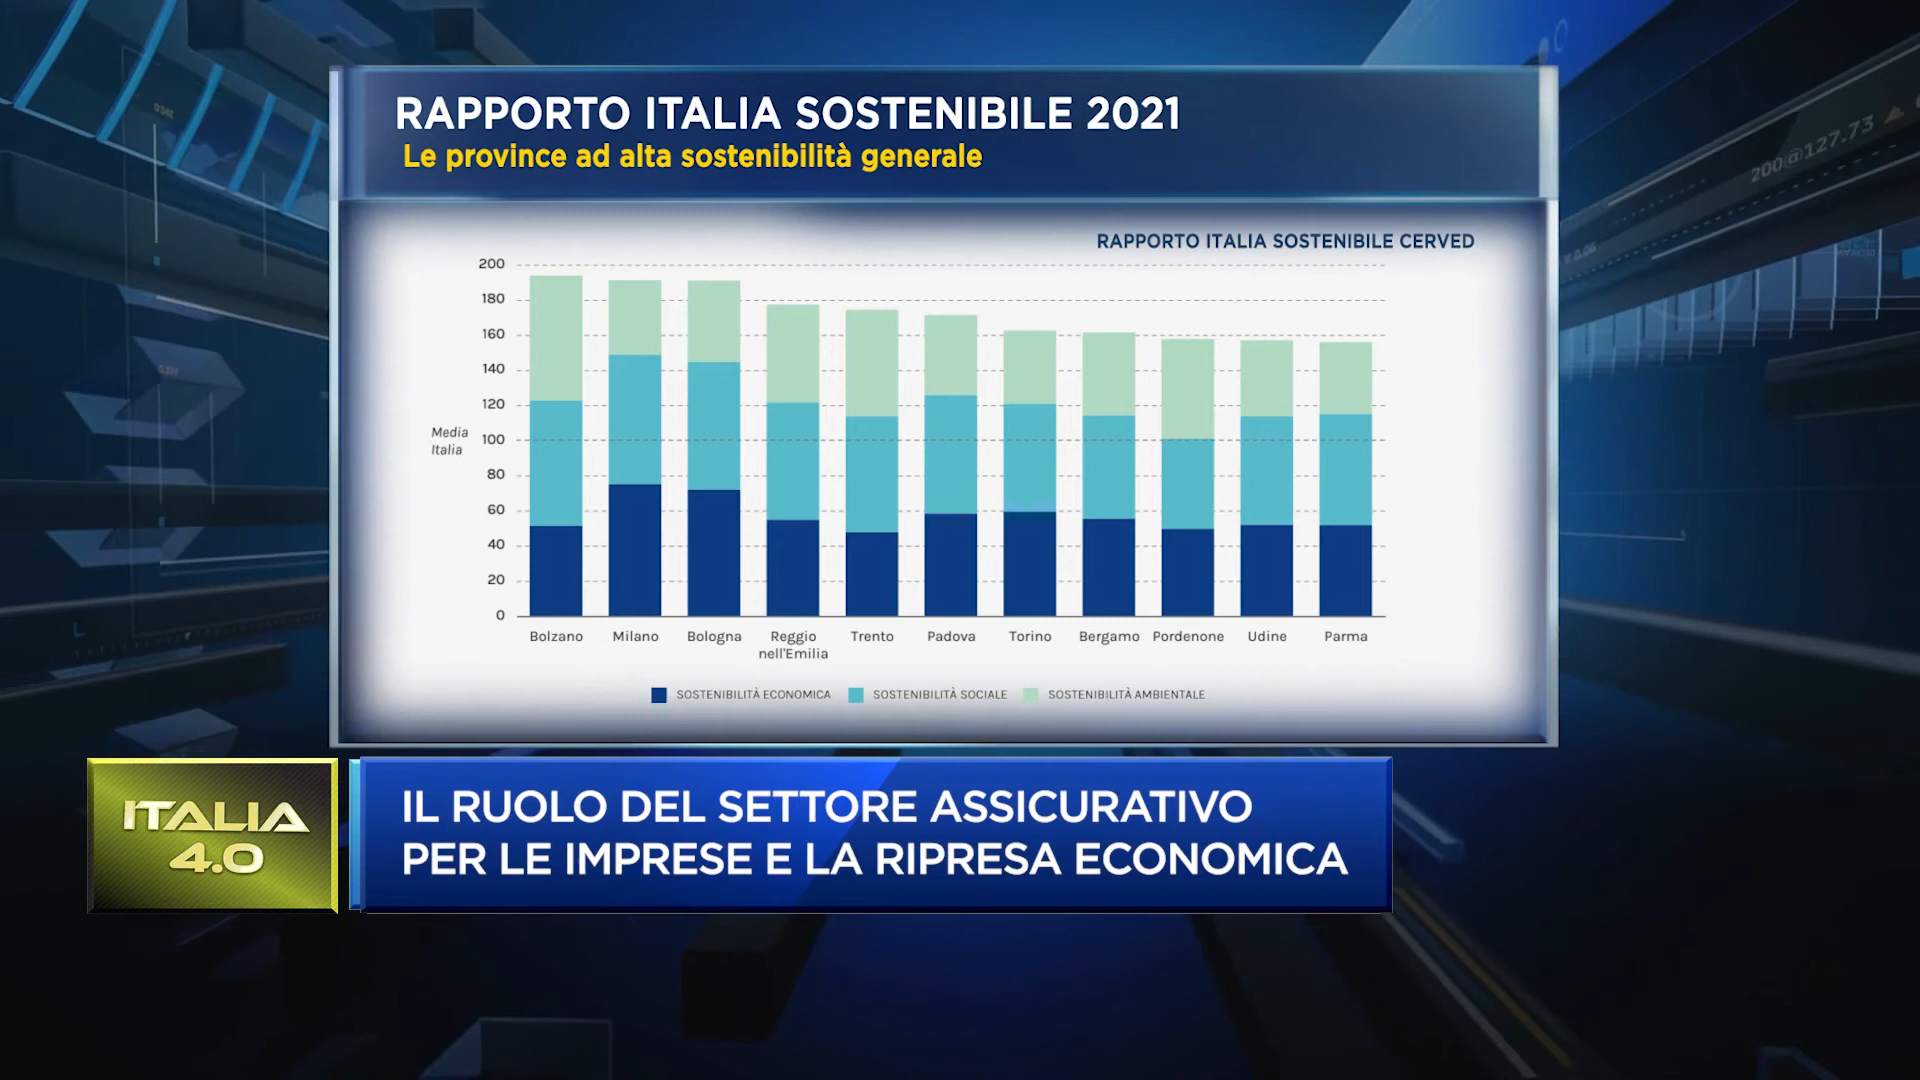 RAPPORTO ITALIA SOSTENIBILE 2021
Le province ad alta sostenibilità generale
200@127.73
RAPPORTO ITALIA SOSTENIBILE CERVED
200
180
160
140
120
Media
Italia
100
80
60
40
20
0
Bolzano Milano Bologna Reggio nell'Emilia Trento Padova Torino Bergamo Pordenone Udine Parma
SOSTENIBILITÀ ECONOMICA SOSTENIBILITÀ SOCIALE SOSTENIBILITÀ AMBIENTALE
ITALIA
4.0
IL RUOLO DEL SETTORE ASSICURATIVO
PER LE IMPRESE E LA RIPRESA ECONOMICA